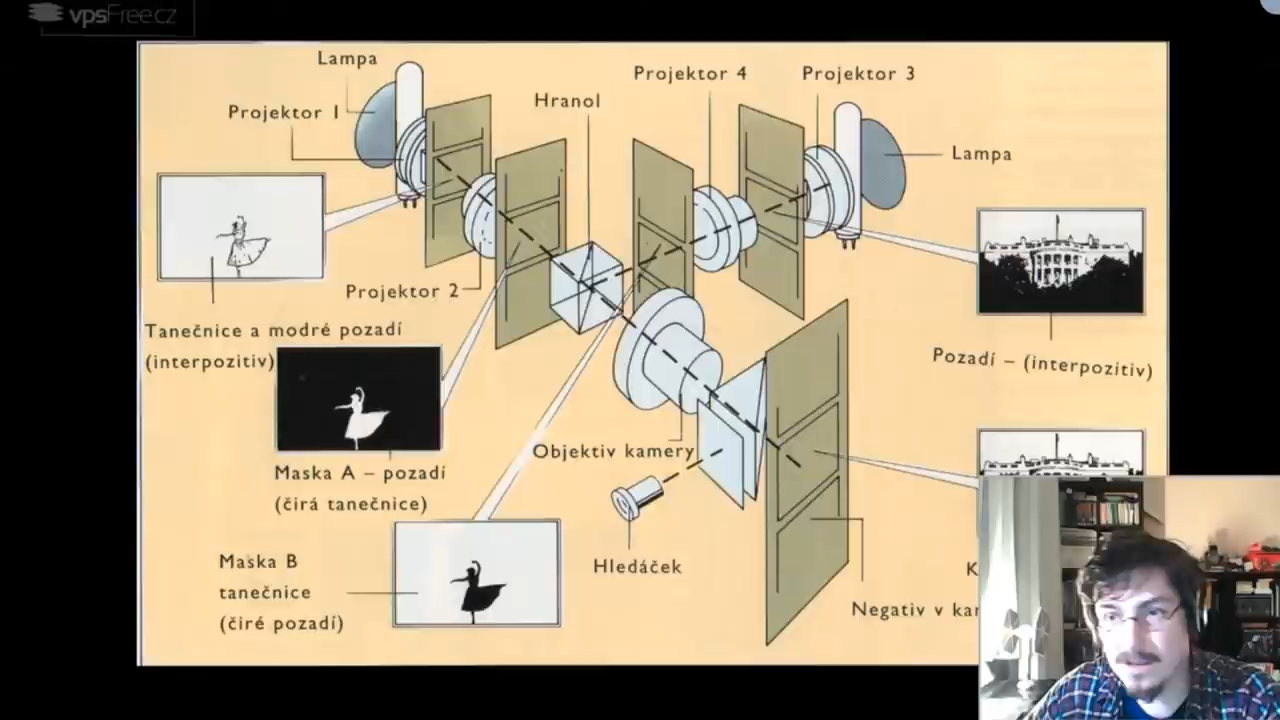 vpsFree.cz
Lampa
Projektor 1
Hranol
Projektor 4
Projektor 3
Lampa
Projektor 2
Tanečnice a modré pozadí
(interpozitiv)
Pozadí – (interpozitiv)
Maska A – pozadí
(čirá tanečnice)
Objektiv kamery
Maska B
tanečnice
(čiré pozadí)
Hledáček
Negativ v